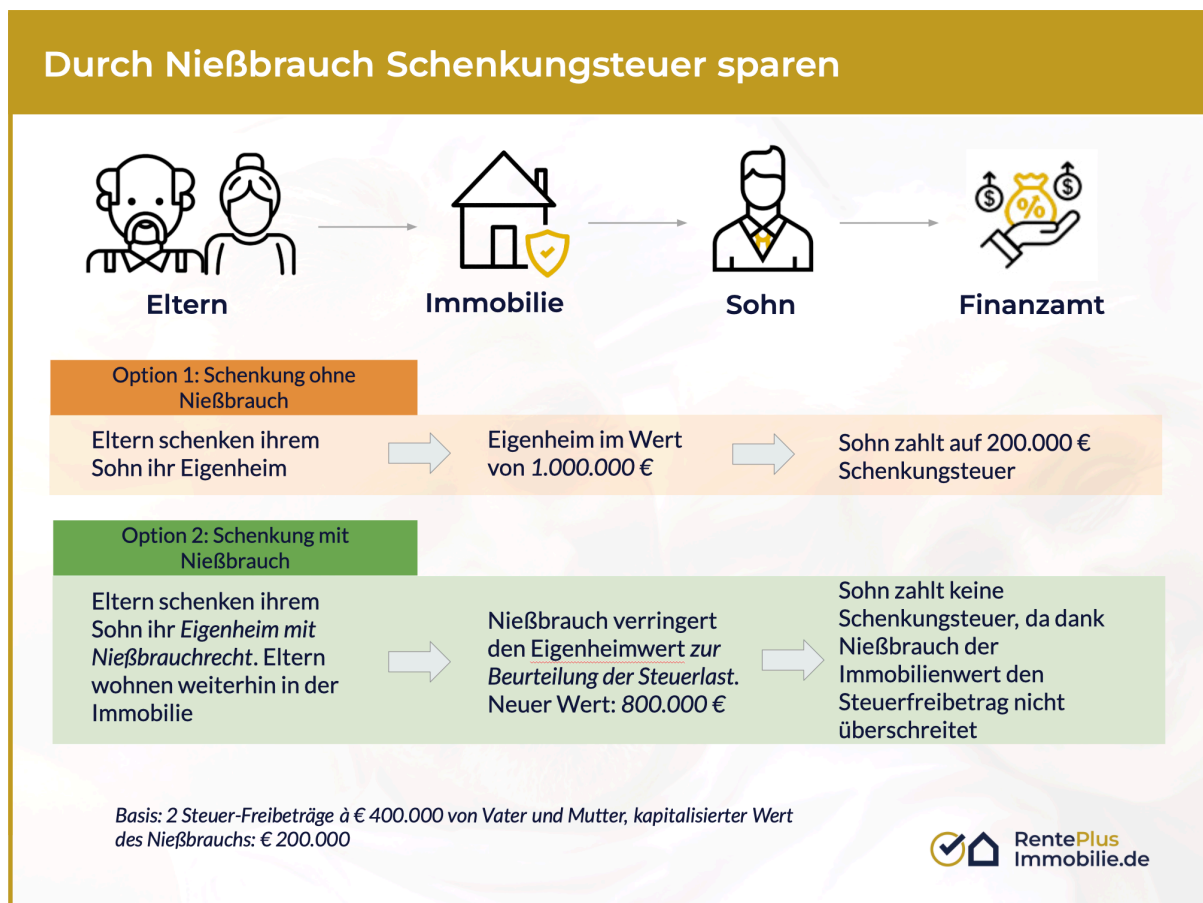 Durch Nießbrauch Schenkungsteuer sparen
Eltern
Immobilie
Sohn
Finanzamt
Option 1: Schenkung ohne
Nießbrauch
Eltern schenken ihrem
Sohn ihr Eigenheim
Eigenheim im Wert
von 1.000.000 €
Sohn zahlt auf 200.000 €
Schenkungsteuer
Option 2: Schenkung mit
Nießbrauch
Eltern schenken ihrem
Sohn ihr Eigenheim mit
Nießbrauchrecht. Eltern
wohnen weiterhin in der
Immobilie
Nießbrauch verringert
den Eigenheimwert zur
Beurteilung der Steuerlast.
Neuer Wert: 800.000 €
Sohn zahlt keine
Schenkungsteuer, da dank
Nießbrauch der
Immobilienwert den
Steuerfreibetrag nicht
überschreitet
Basis: 2 Steuer-Freibeträge à € 400.000 von Vater und Mutter, kapitalisierter Wert
des Nießbrauchs: € 200.000
RentePlus
Immobilie.de